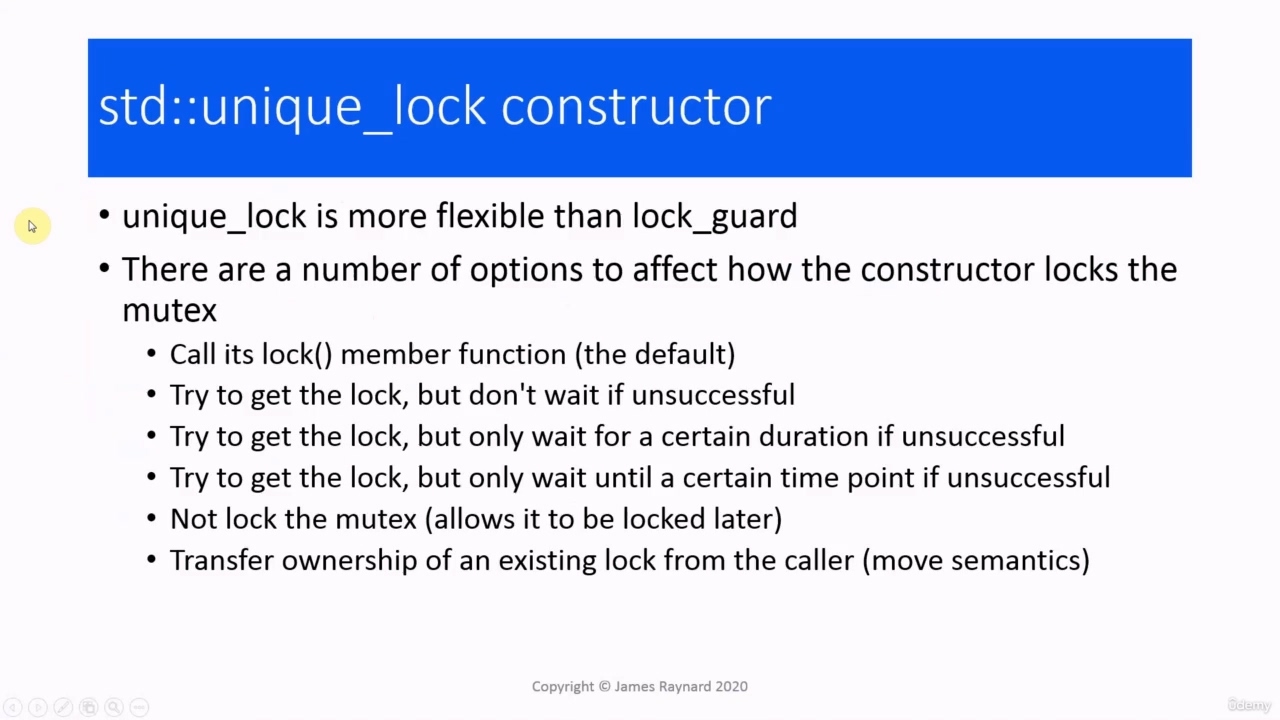 std::unique_lock constructor
• unique_lock is more flexible than lock_guard
• There are a number of options to affect how the constructor locks the
mutex
• Call its lock() member function (the default)
• Try to get the lock, but don't wait if unsuccessful
• Try to get the lock, but only wait for a certain duration if unsuccessful
• Try to get the lock, but only wait until a certain time point if unsuccessful
• Not lock the mutex (allows it to be locked later)
• Transfer ownership of an existing lock from the caller (move semantics)
Copyright © James Raynard 2020
ûdemy